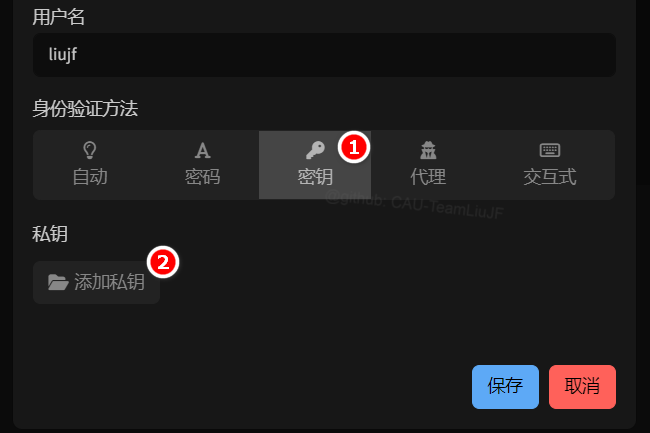 用户名
liujf
身份验证方法
1
自动 密码 密钥 代理 交互式
@github: CAU-TeamLiuJF
私钥
2
添加私钥
保存 取消